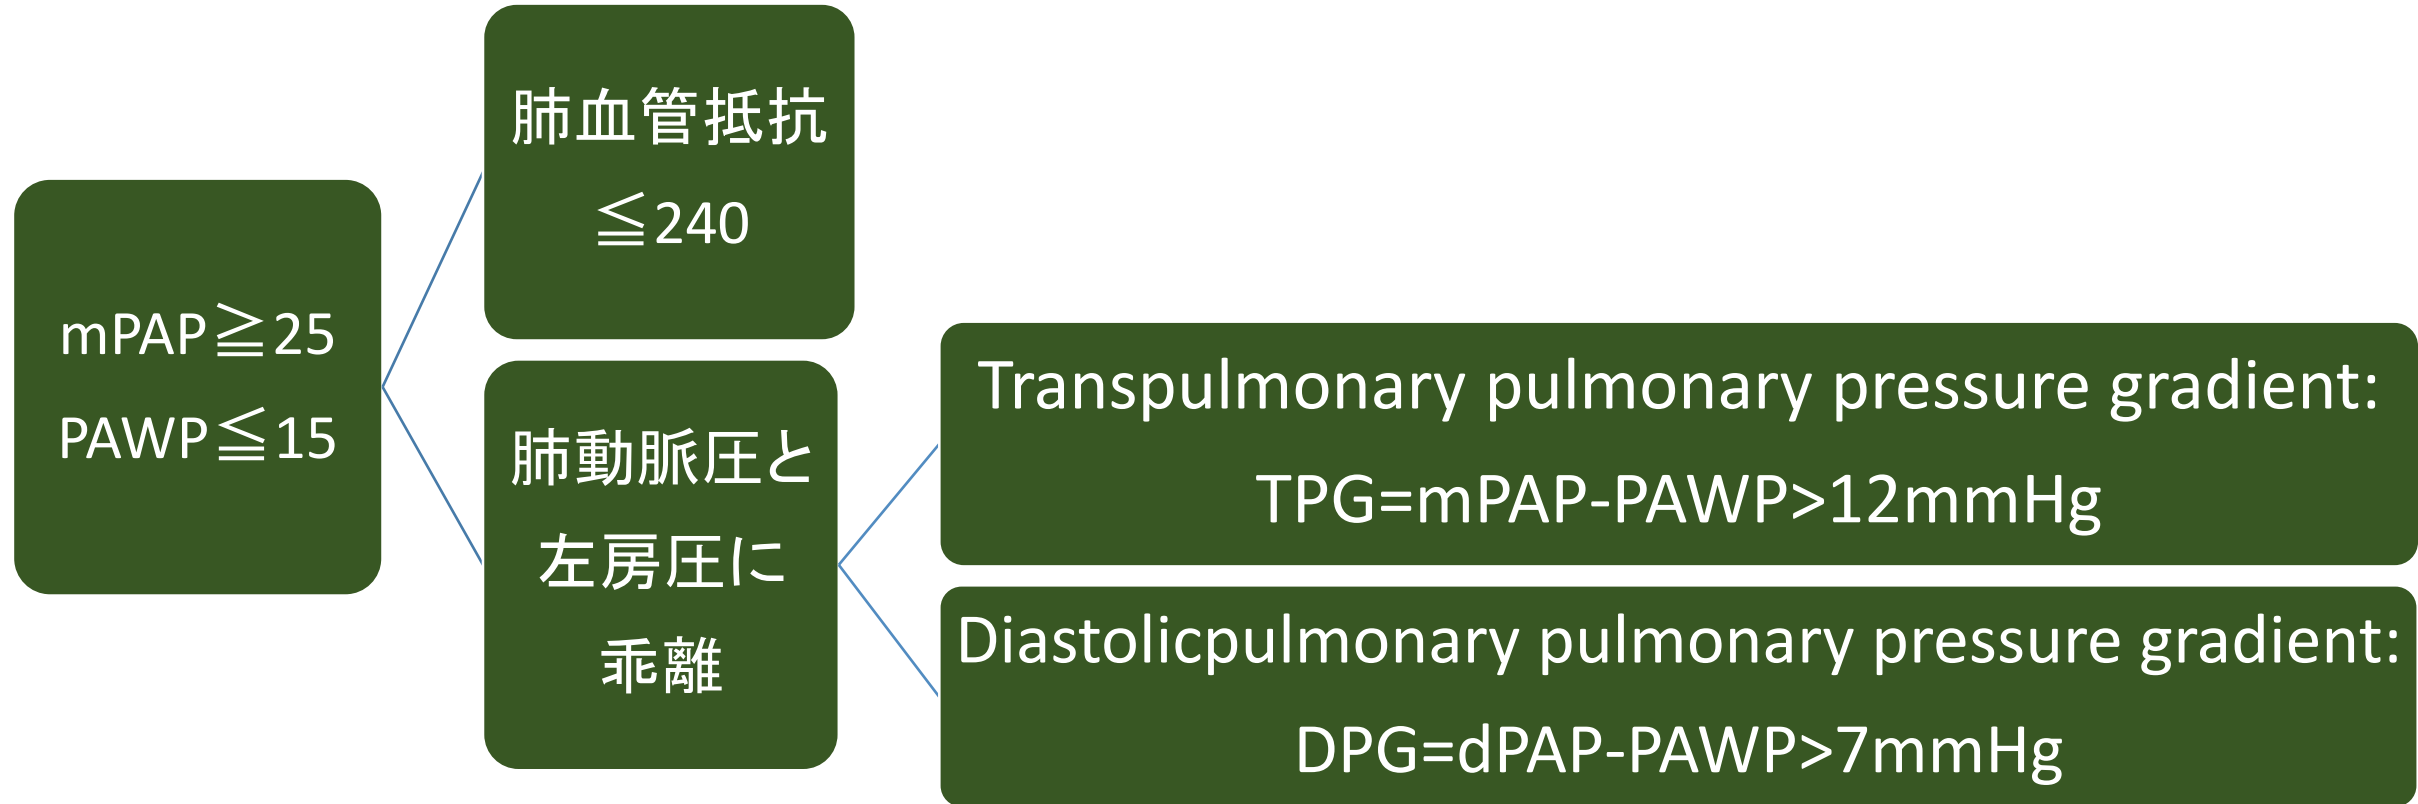 mPAP≧25
PAWP≦15
肺血管抵抗
≦240
肺動脈圧と
左房圧に
乖離
Transpulmonary pulmonary pressure gradient:
TPG=mPAP-PAWP>12mmHg
Diastolicpulmonary pulmonary pressure gradient:
DPG=dPAP-PAWP>7mmHg